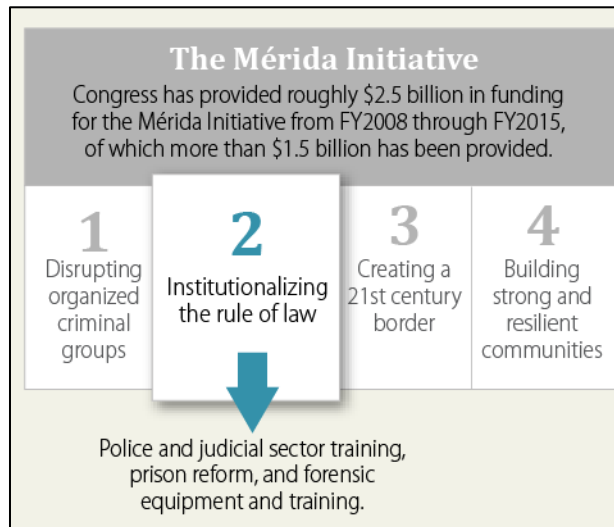 The Mérida Initiative
Congress has provided roughly $2.5 billion in funding
for the Mérida Initiative from FY2008 through FY2015,
of which more than $1.5 billion has been provided.
1
Disrupting
organized
criminal
groups
2
Institutionalizing
the rule of law
3
Creating a
21st century
border
4
Building
strong and
resilient
communities
Police and judicial sector training,
prison reform, and forensic
equipment and training.